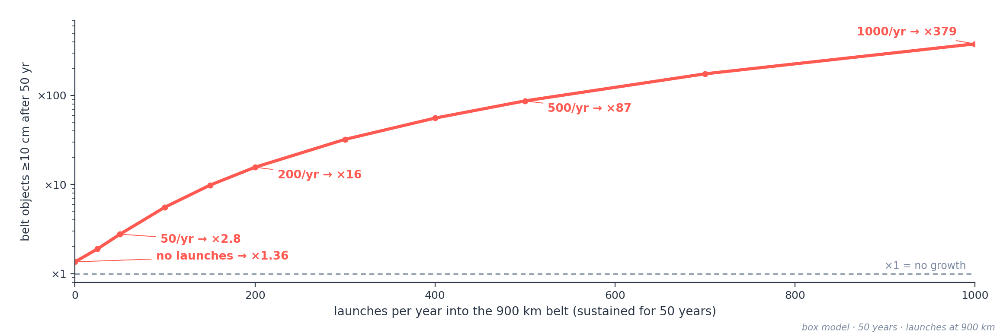 1000/yr → ×379
×100
500/yr → ×87
200/yr → ×16
×10
50/yr → ×2.8
no launches → ×1.36
×1 = no growth
×1
belt objects ≥10 cm after 50 yr
0
200
400
600
800
1000
launches per year into the 900 km belt (sustained for 50 years)
box model · 50 years · launches at 900 km